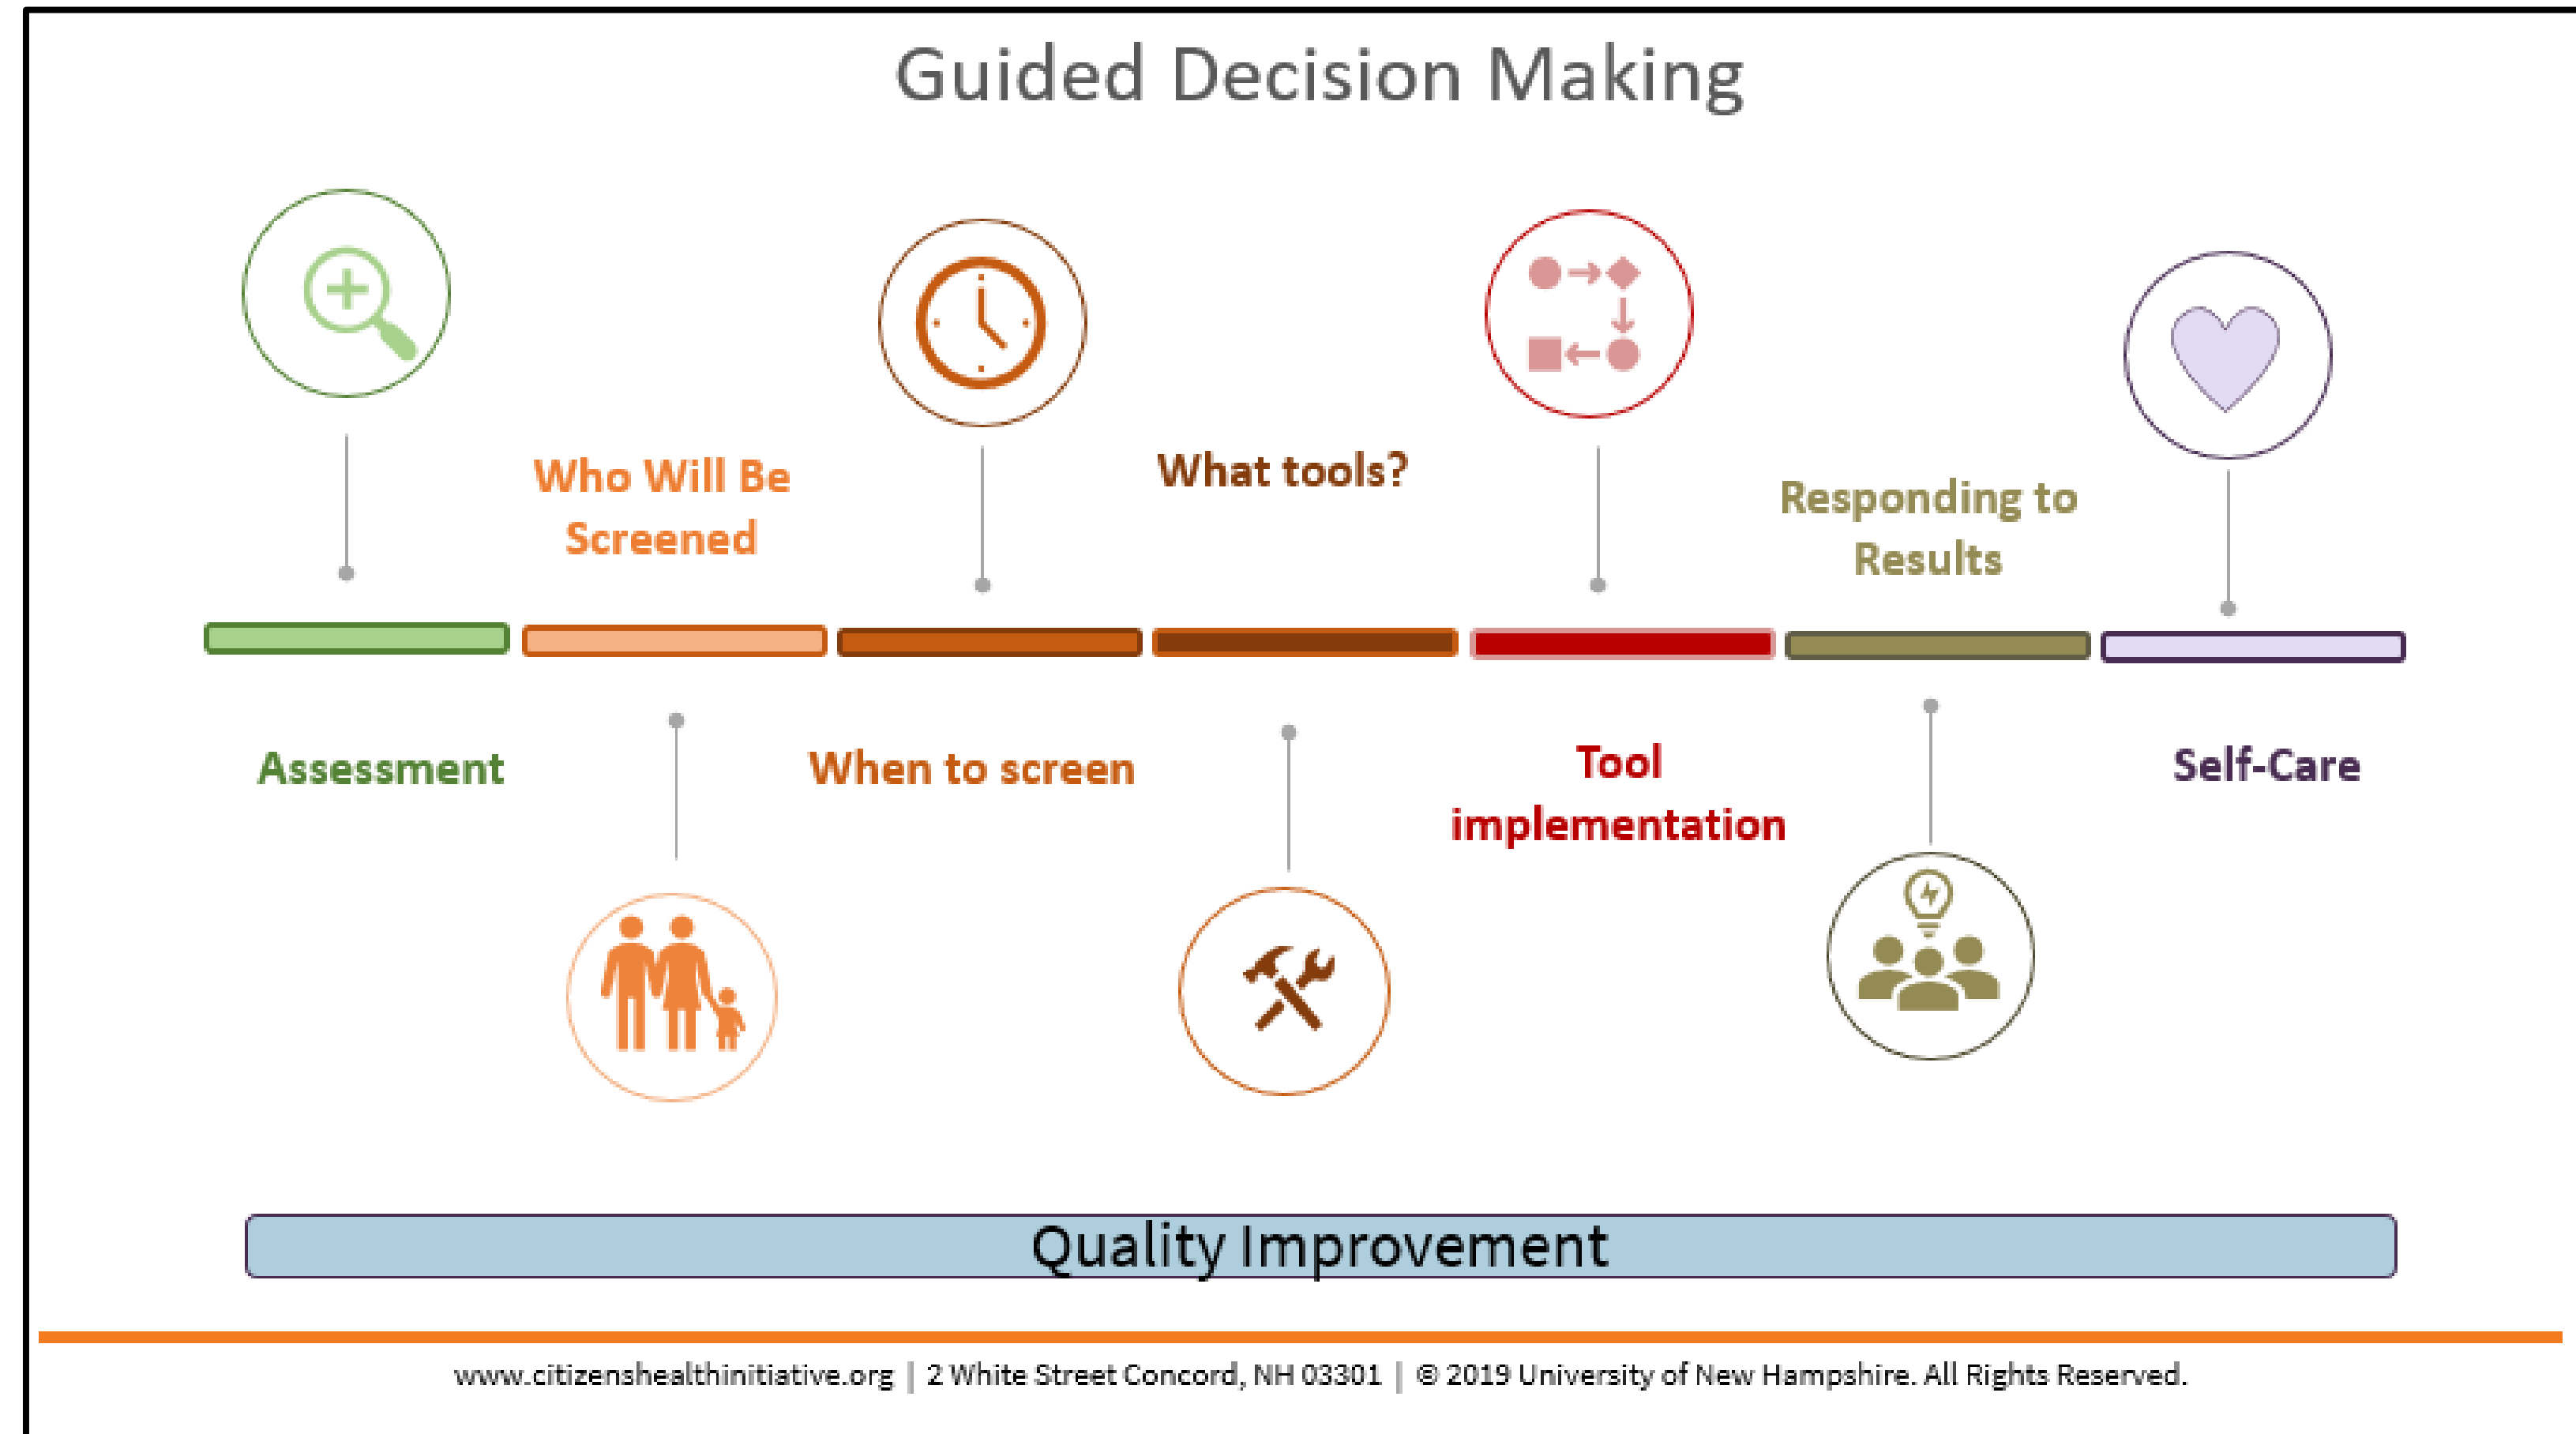 Guided Decision Making
Who Will Be
Screened
What tools?
Responding to
Results
Assessment
When to screen
Tool
implementation
Self-Care
Quality Improvement
www.citizenshealthinitiative.org | 2 White Street Concord, NH 03301 | © 2019 University of New Hampshire. All Rights Reserved.